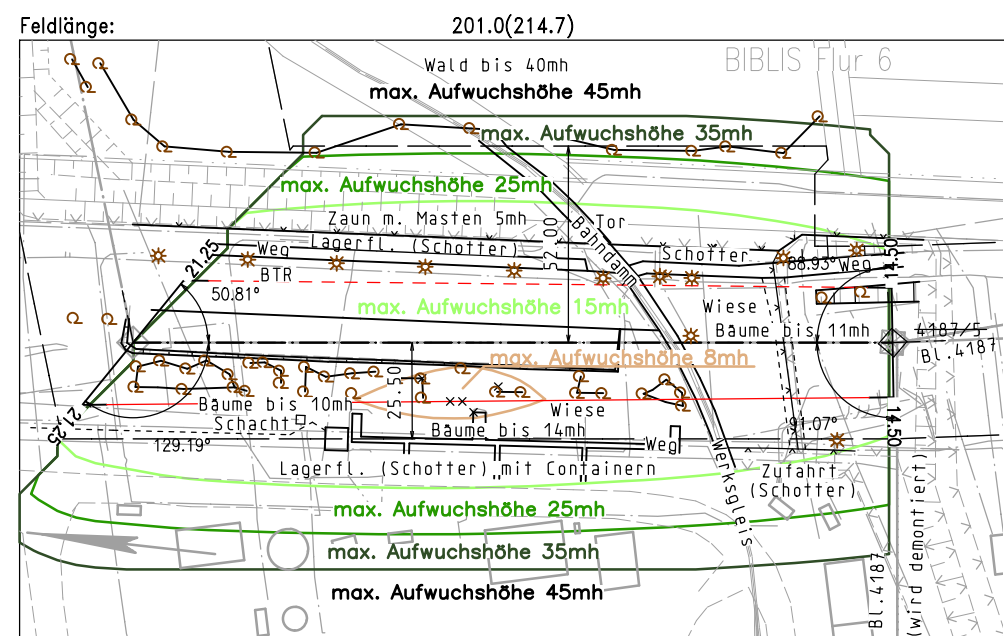 Feldlänge:
201.0(214.7)
BIBLIS Flur 6
Wald bis 40mh
max. Aufwuchshöhe 45mh
max. Aufwuchshöhe 35mh
max. Aufwuchshöhe 25mh
Zaun m. Masten 5mh
Tor
Weg
Lagerfl. (Schotter)
52.00
Bahndamm
Schotter
14.50
21.25
BTR
88.93°
Weg
50.81°
max. Aufwuchshöhe 15mh
Wiese
Bäume bis 11mh
4187/5
Bl.4187
max. Aufwuchshöhe 8mh
25.50
Bäume bis 10mh
Wiese
21.25
Schacht
Bäume bis 14mh
91.07°
14.50
129.19°
Weg
Lagerfl. (Schotter) mit Containern
Werksgleis
Zufahrt
(Schotter)
max. Aufwuchshöhe 25mh
max. Aufwuchshöhe 35mh
max. Aufwuchshöhe 45mh
Bl.4187
(wird demontiert)